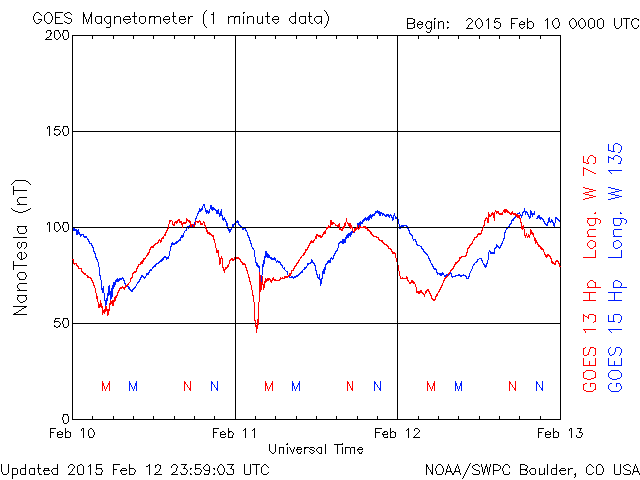 GOES Magnetometer (1 minute data)
Begin: 2015 Feb 10 0000 UTC
200
150
100
50
0
NanoTesla (nT)
M M N N M M N N M M N N
Feb 10 Feb 11 Feb 12 Feb 13
Universal Time
GOES 13 Hp Long. W 75
GOES 15 Hp Long. W 135
Updated 2015 Feb 12 23:59:03 UTC
NOAA/SWPC Boulder, CO USA